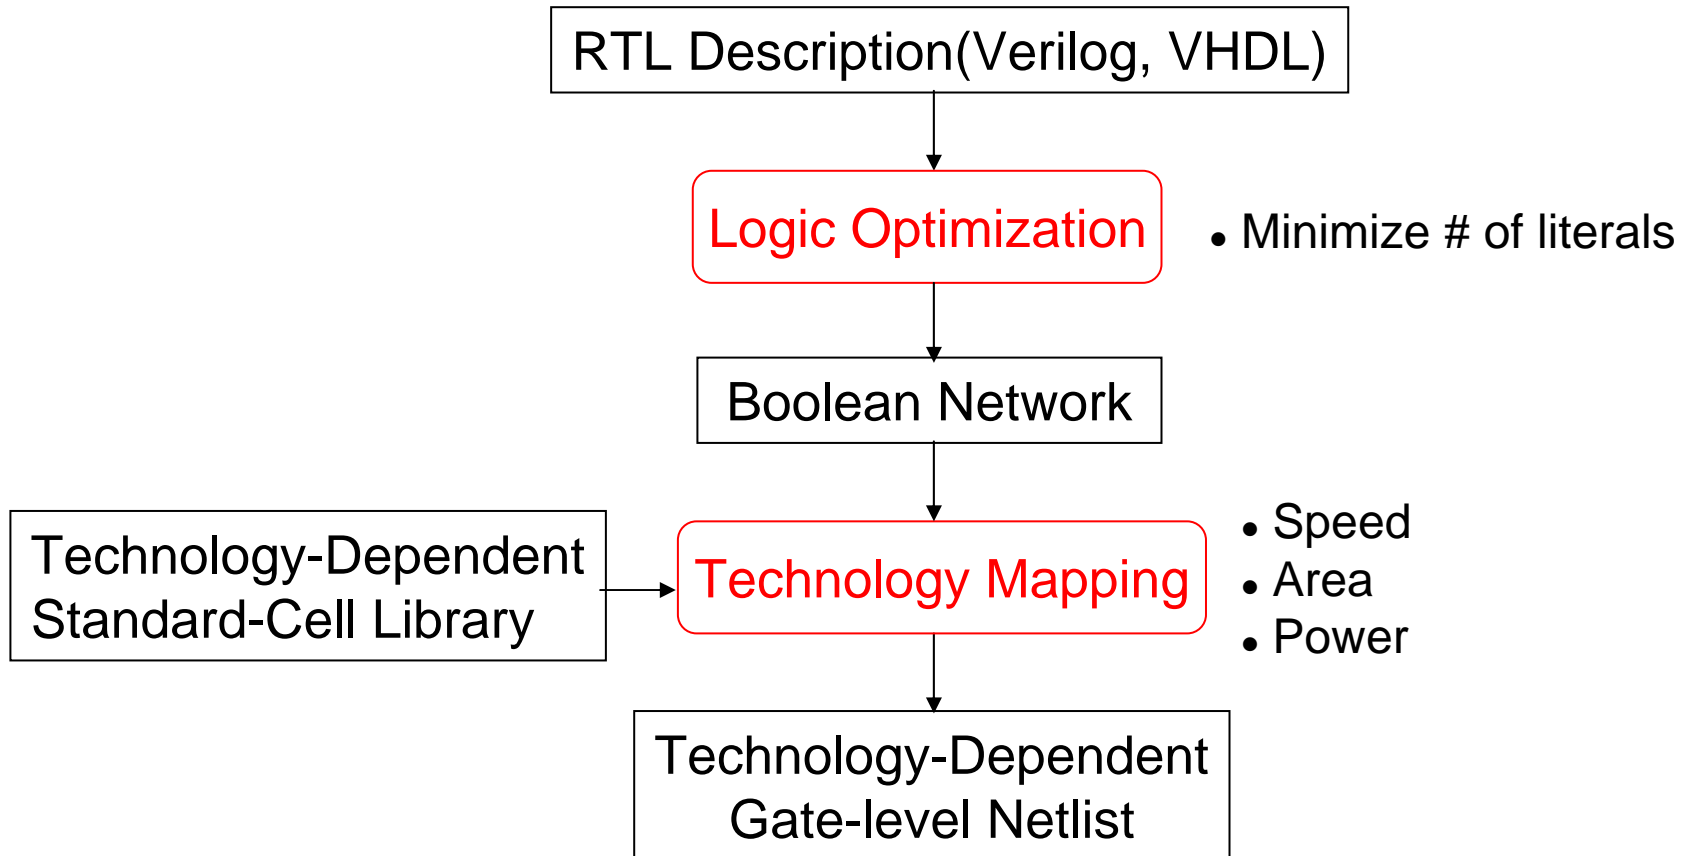 RTL Description(Verilog, VHDL)
Logic Optimization
• Minimize # of literals
Boolean Network
Technology-Dependent
Standard-Cell Library
Technology Mapping
• Speed
• Area
• Power
Technology-Dependent
Gate-level Netlist